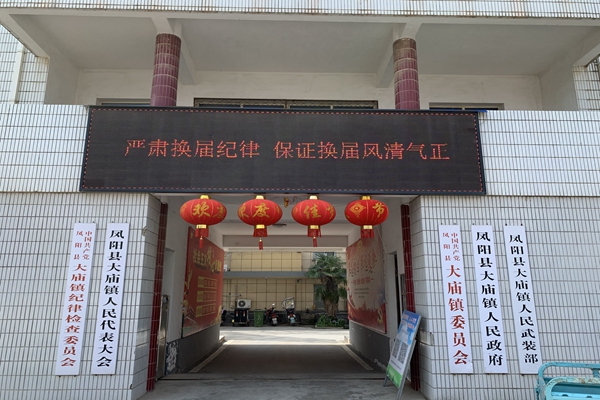 严肃换届纪律 保证换届风清气正
欢 度 佳 节
中国共产党
凤阳县
大庙镇纪律检查委员会
凤阳县大庙镇人民代表大会
中国共产党
凤阳县
大庙镇委员会
凤阳县大庙镇人民政府
凤阳县大庙镇人民武装部